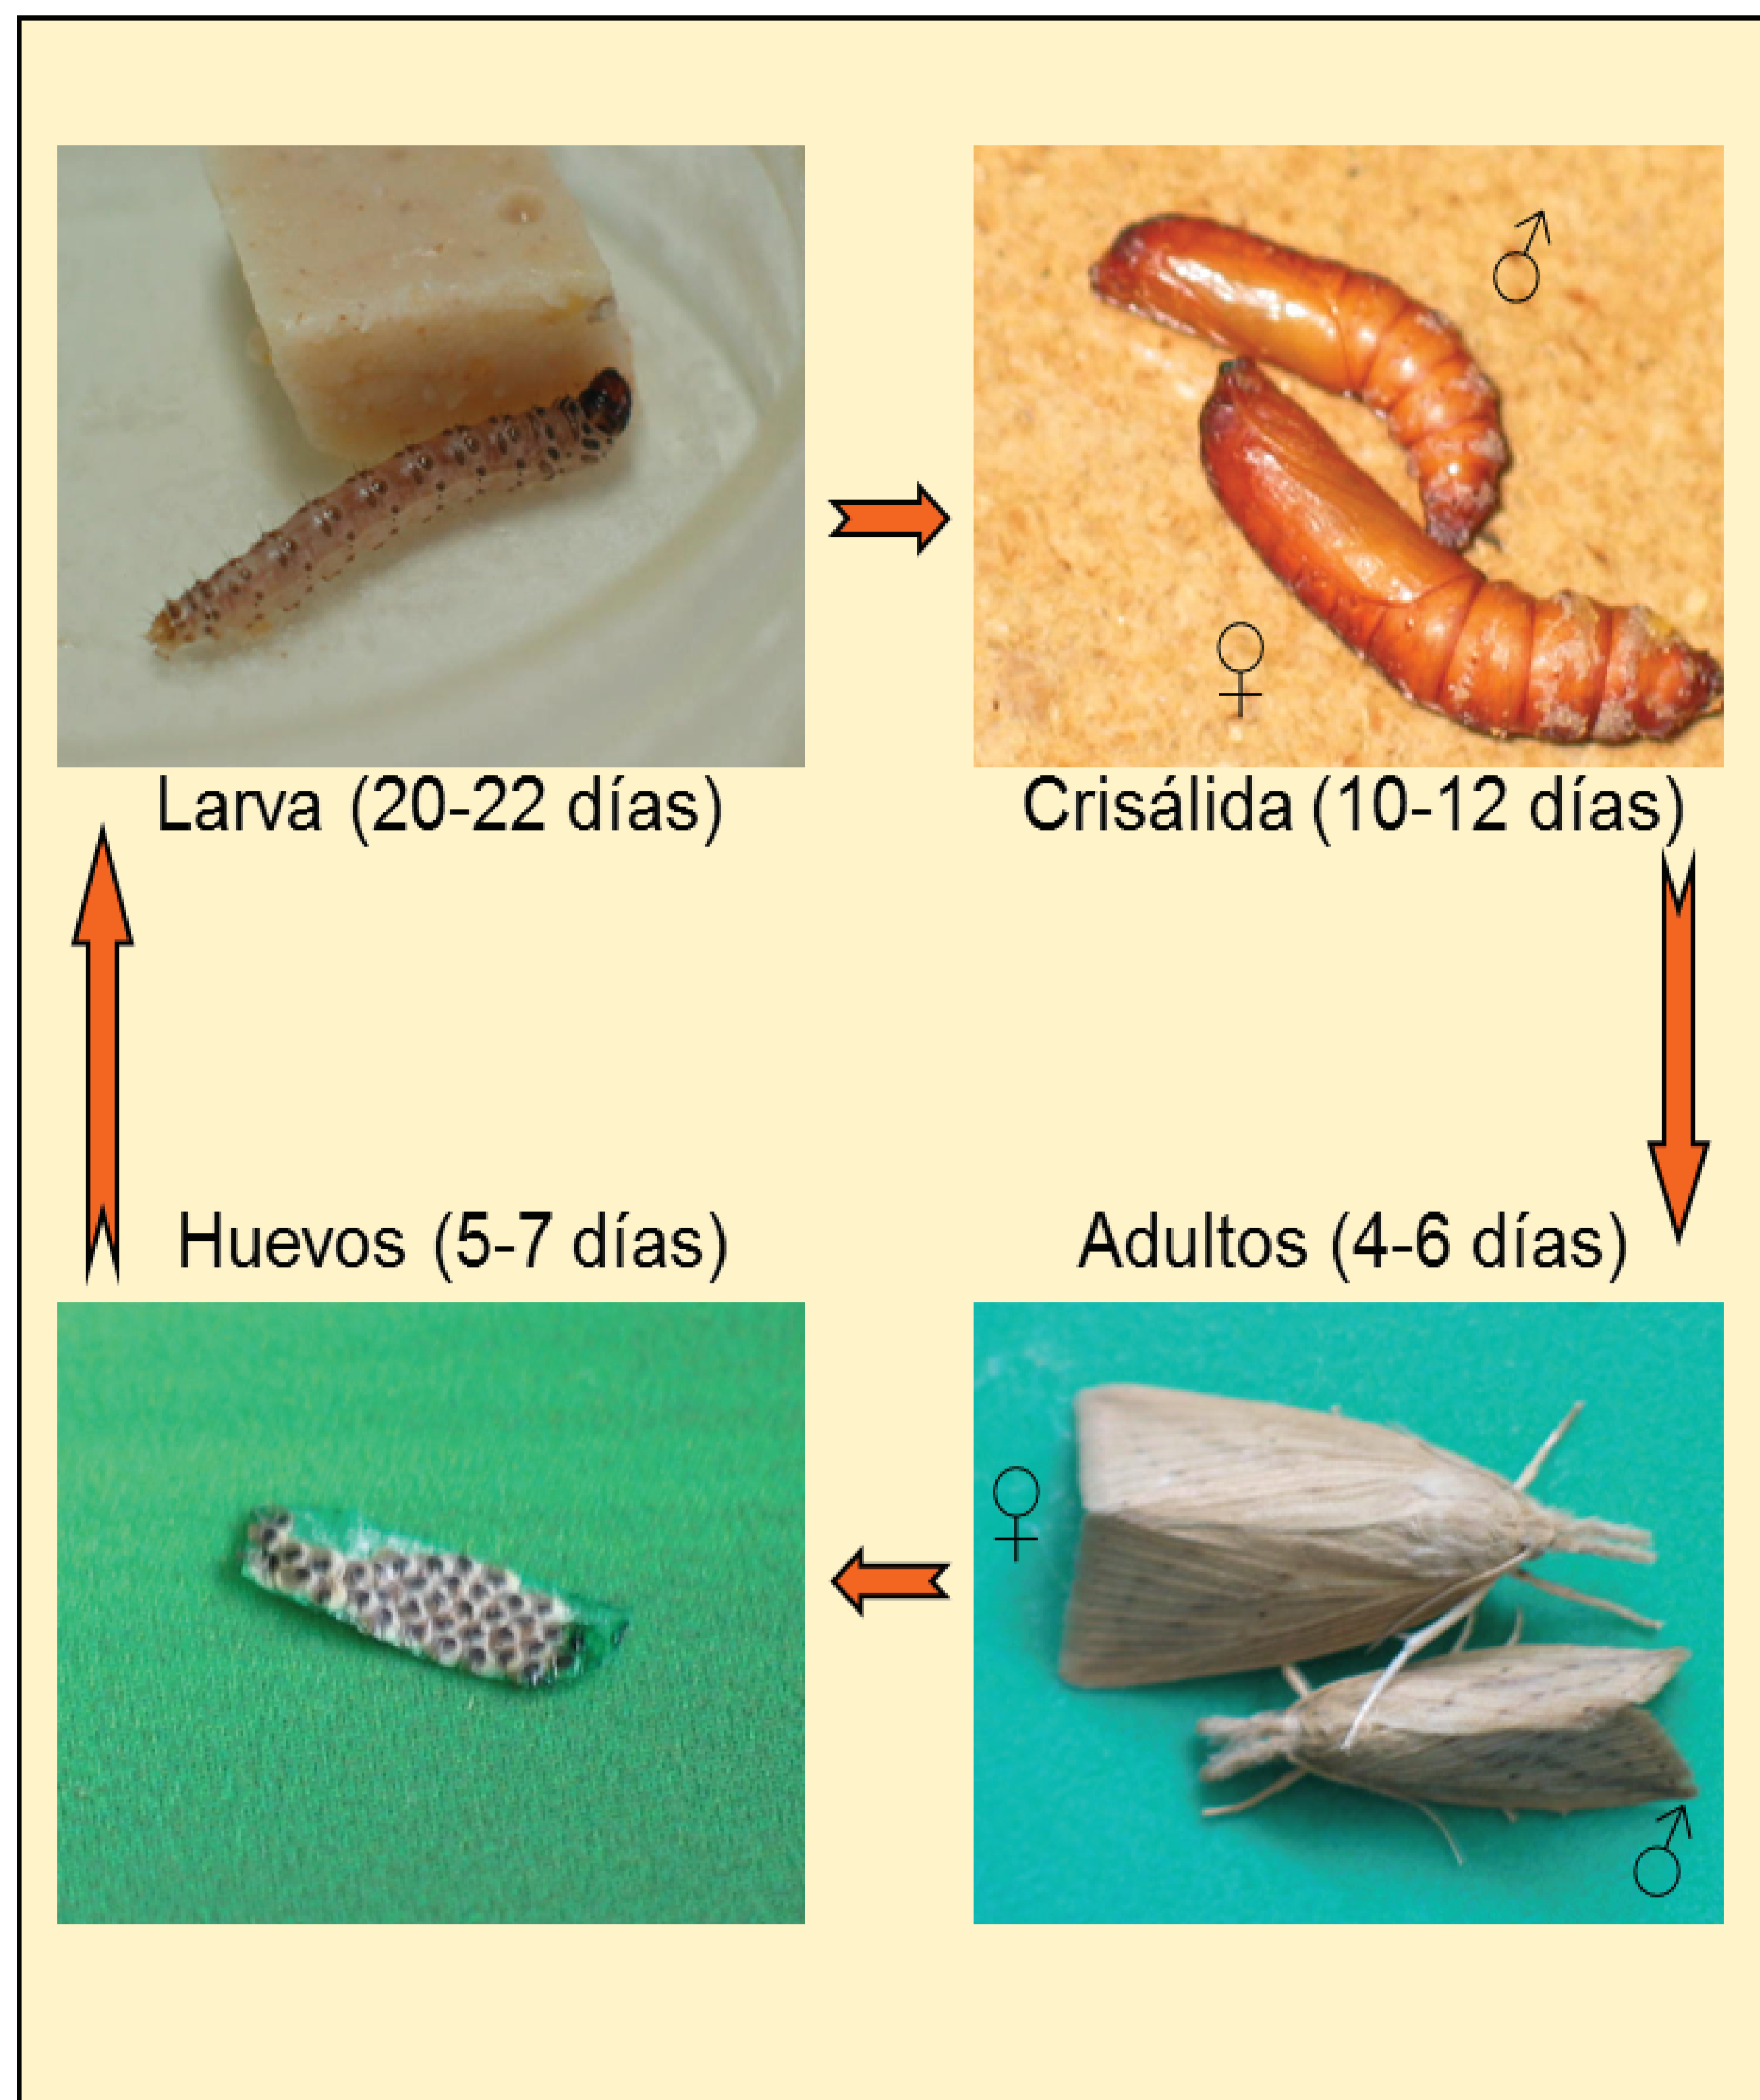 ♂
♀
Larva (20-22 días)
Crisálida (10-12 días)
Huevos (5-7 días)
Adultos (4-6 días)
♀
♂